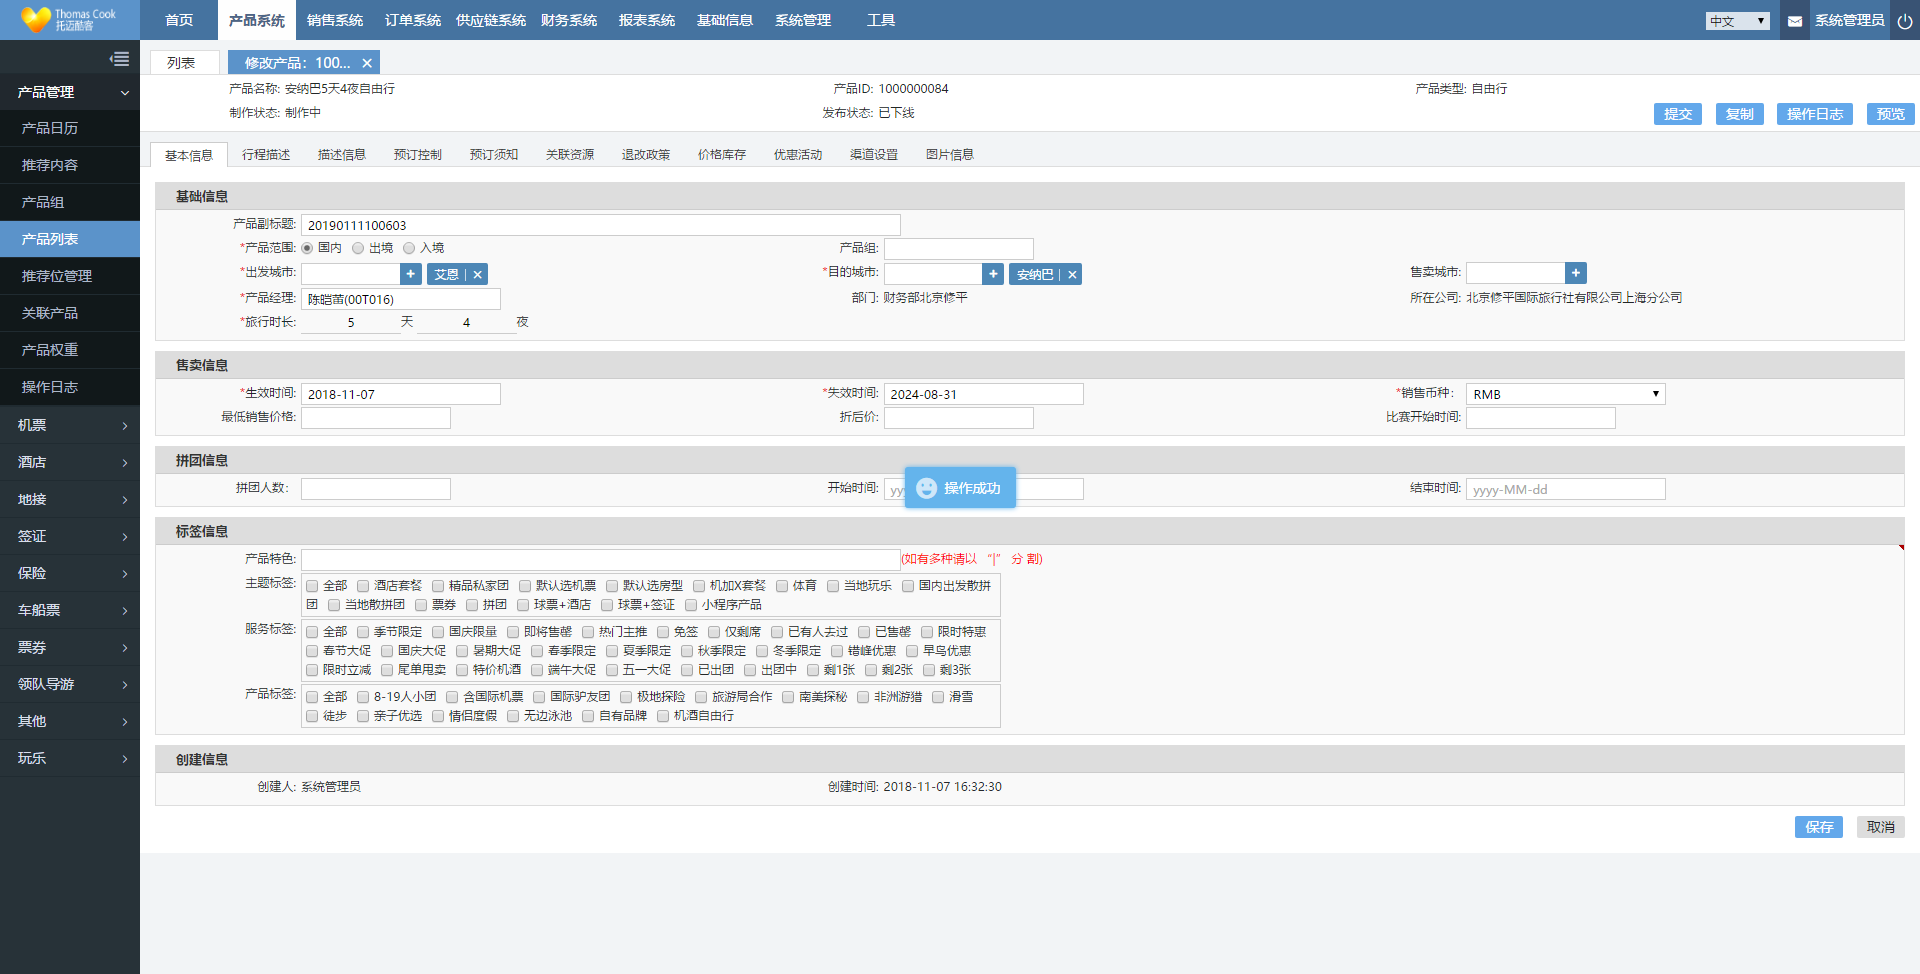 Thomas Cook
托迈酷客
首页 产品系统 销售系统 订单系统 供应链系统 财务系统 报表系统 基础信息 系统管理 工具
中文 系统管理员
产品管理
产品日历
推荐内容
产品组
产品列表
推荐位管理
关联产品
产品权重
操作日志
机票
酒店
地接
签证
保险
车船票
票券
领队导游
其他
玩乐
列表 修改产品：100...
产品名称: 安纳巴5天4夜自由行 产品ID: 1000000084 产品类型: 自由行
制作状态: 制作中 发布状态: 已下线
提交 复制 操作日志 预览
基本信息 行程描述 描述信息 预订控制 预订须知 关联资源 退改政策 价格库存 优惠活动 渠道设置 图片信息
基础信息
产品副标题: 20190111100603
*产品范围: 国内 出境 入境 产品组:
*出发城市: + 艾恩 | ✕ *目的城市: + 安纳巴 | ✕ 售卖城市: +
*产品经理: 陈皑茁(00T016) 部门: 财务部北京修平 所在公司: 北京修平国际旅行社有限公司上海分公司
*旅行时长: 5 天 4 夜
售卖信息
*生效时间: 2018-11-07 *失效时间: 2024-08-31 *销售币种: RMB
最低销售价格: 折后价: 比赛开始时间:
拼团信息
拼团人数: 开始时间: yyy 结束时间: yyyy-MM-dd
操作成功
标签信息
产品特色: (如有多种请以 “|” 分 割)
主题标签: 全部 酒店套餐 精品私家团 默认选机票 默认选房型 机加X套餐 体育 当地玩乐 国内出发散拼
团 当地散拼团 票券 拼团 球票+酒店 球票+签证 小程序产品
服务标签: 全部 季节限定 国庆限量 即将售罄 热门主推 免签 仅剩席 已有人去过 已售罄 限时特惠
春节大促 国庆大促 暑期大促 春季限定 夏季限定 秋季限定 冬季限定 错峰优惠 早鸟优惠
限时立减 尾单甩卖 特价机酒 端午大促 五一大促 已出团 出团中 剩1张 剩2张 剩3张
产品标签: 全部 8-19人小团 含国际机票 国际驴友团 极地探险 旅游局合作 南美探秘 非洲游猎 滑雪
徒步 亲子优选 情侣度假 无边泳池 自有品牌 机酒自由行
创建信息
创建人: 系统管理员 创建时间: 2018-11-07 16:32:30
保存 取消